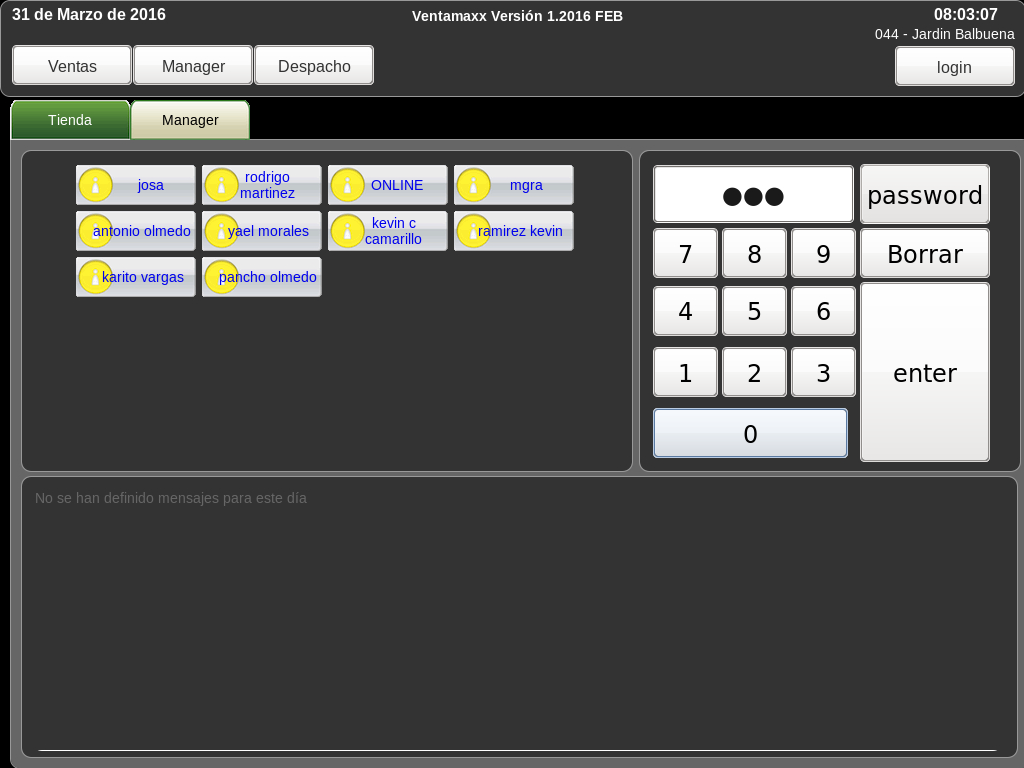 31 de Marzo de 2016
Ventamaxx Versión 1.2016 FEB
08:03:07
044 - Jardin Balbuena
Ventas
Manager
Despacho
login
Tienda
Manager
josa
rodrigo
martinez
ONLINE
mgra
antonio olmedo
yael morales
kevin c
camarillo
ramirez kevin
karito vargas
pancho olmedo
password
7
8
9
Borrar
4
5
6
enter
1
2
3
0
No se han definido mensajes para este día